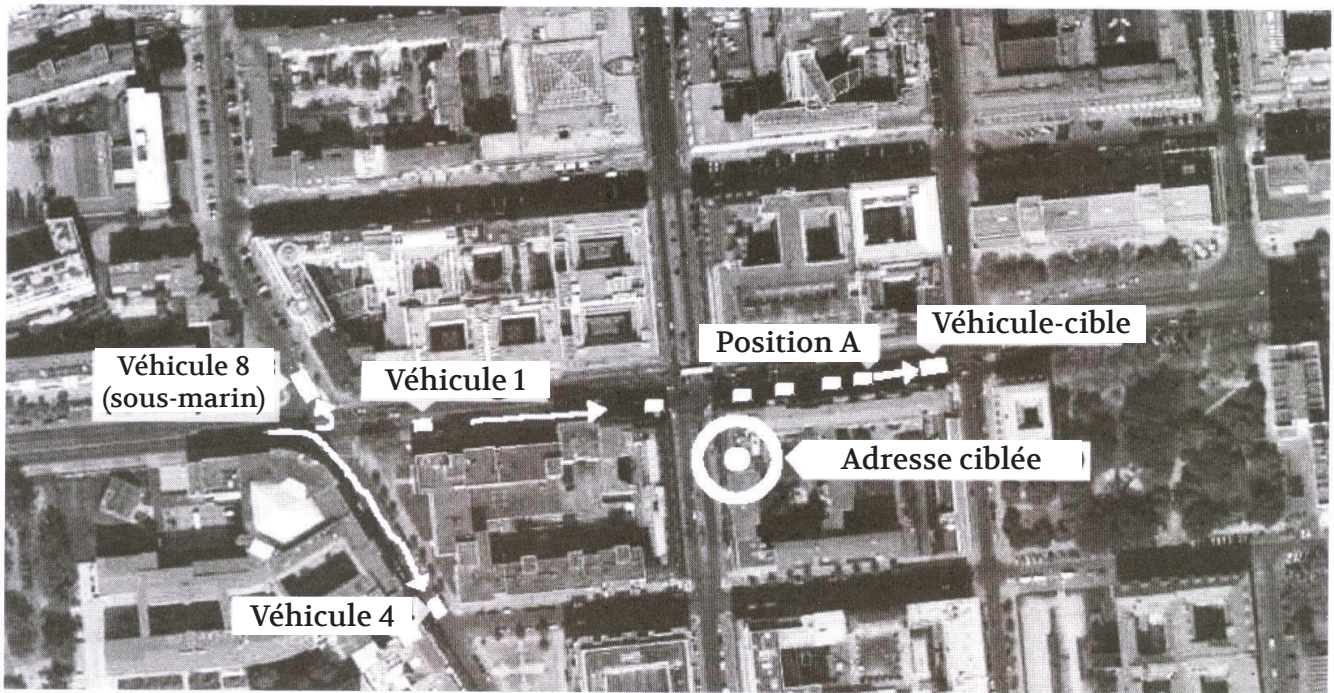 Véhicule-cible
Position A
Véhicule 8
(sous-marin)
Véhicule 1
Adresse ciblée
Véhicule 4